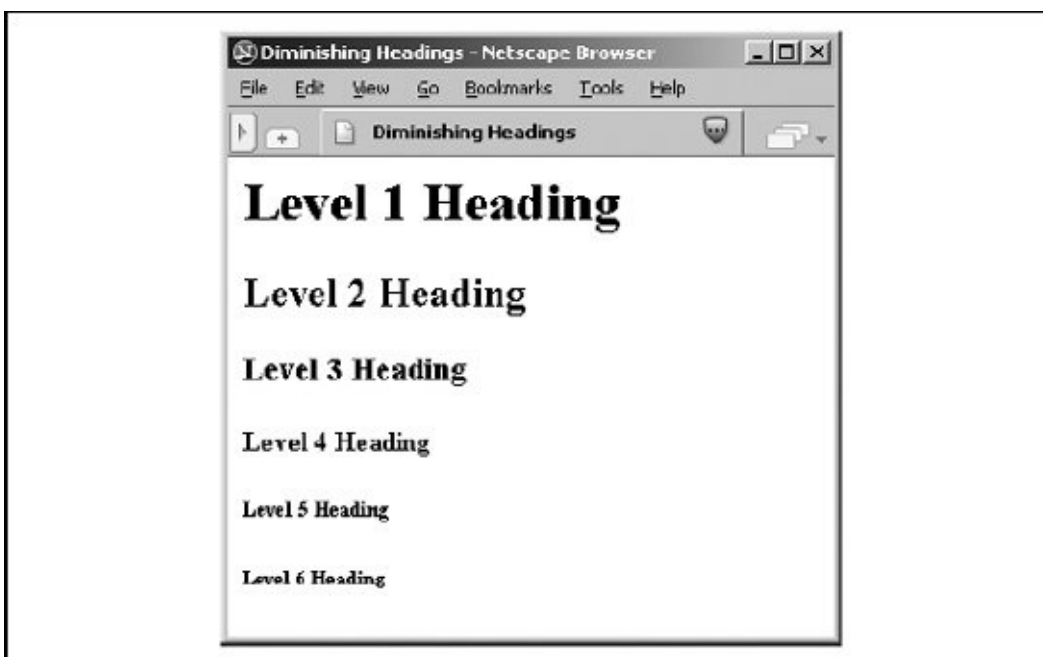 Diminishing Headings - Netscape Browser
File Edit View Go Bookmarks Tools Help
Diminishing Headings
Level 1 Heading
Level 2 Heading
Level 3 Heading
Level 4 Heading
Level 5 Heading
Level 6 Heading